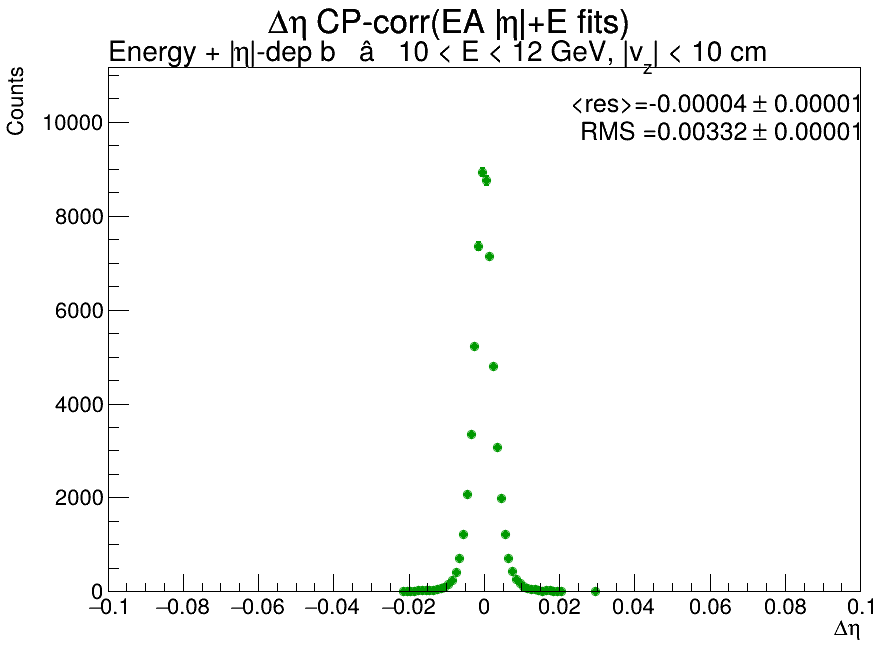 Δη CP-corr(EA |η|+E fits)
Energy + |η|-dep b â 10 < E < 12 GeV, |v_z| < 10 cm
Counts
<res>=-0.00004 ± 0.00001
RMS =0.00332 ± 0.00001
10000
8000
6000
4000
2000
0
−0.1 −0.08 −0.06 −0.04 −0.02 0 0.02 0.04 0.06 0.08 0.1
Δη